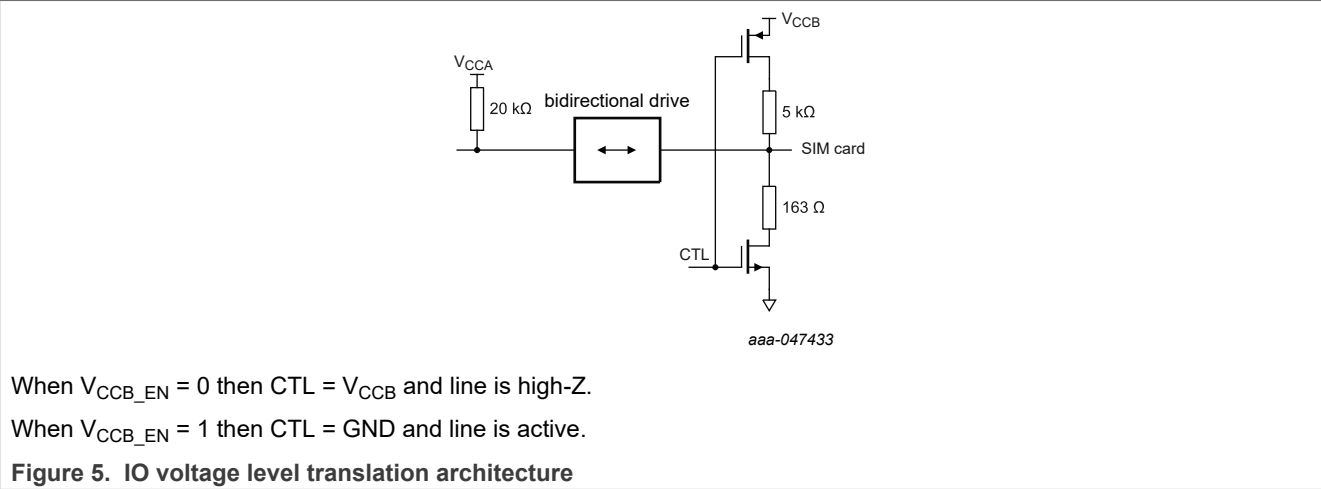 VCCB
VCCA
20 kΩ
bidirectional drive
5 kΩ
SIM card
163 Ω
CTL
aaa-047433
When VCCB_EN = 0 then CTL = VCCB and line is high-Z.
When VCCB_EN = 1 then CTL = GND and line is active.
Figure 5. IO voltage level translation architecture